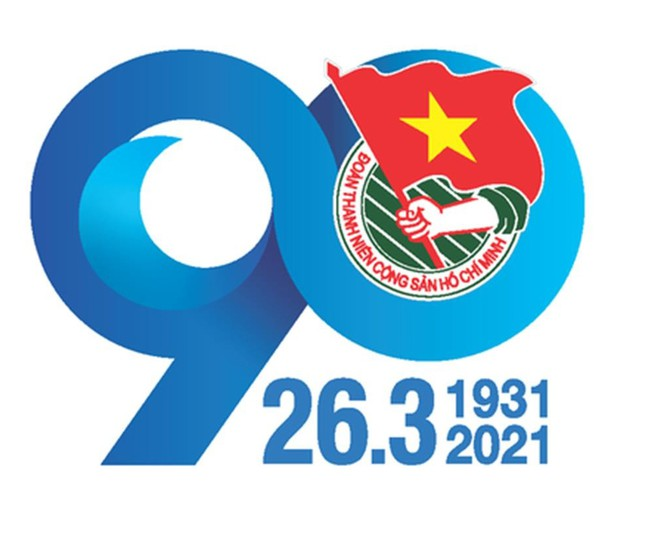 90
ĐOÀN THANH NIÊN CỘNG SẢN HỒ CHÍ MINH
26.3
1931
2021